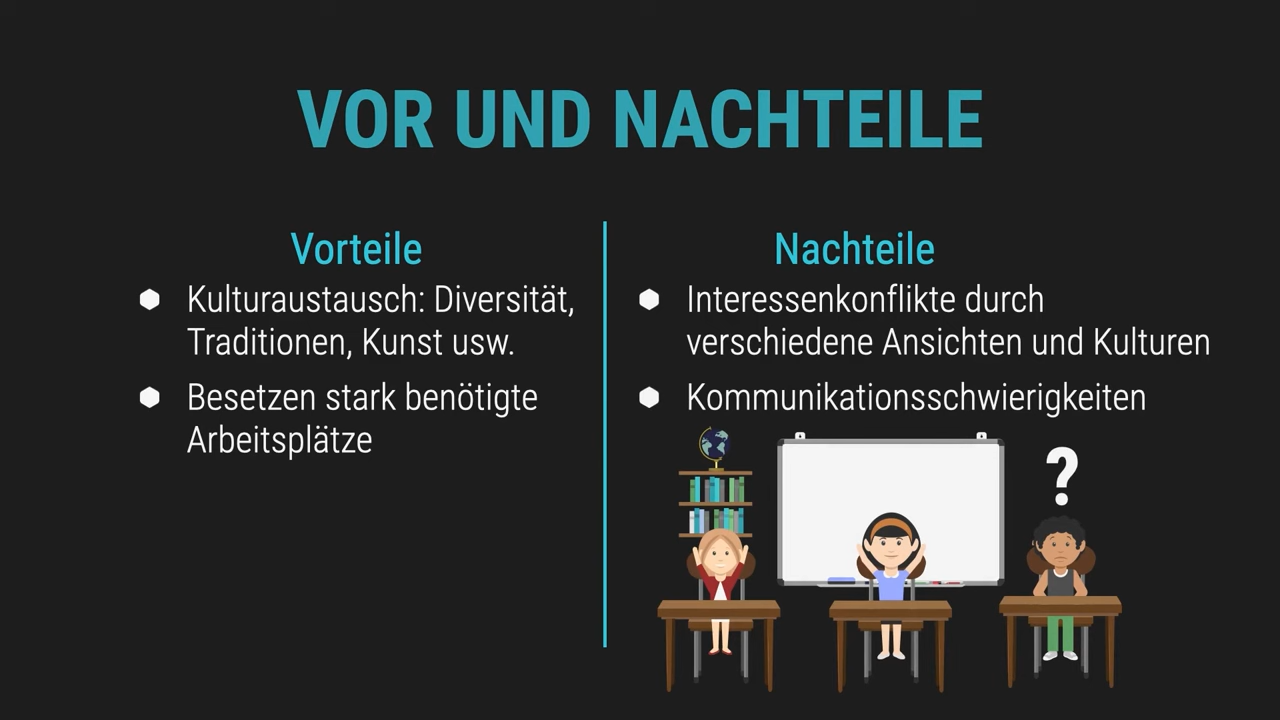 VOR UND NACHTEILE
Vorteile
Kulturaustausch: Diversität,
Traditionen, Kunst usw.
Besetzen stark benötigte
Arbeitsplätze
Nachteile
Interessenkonflikte durch
verschiedene Ansichten und Kulturen
Kommunikationsschwierigkeiten
?